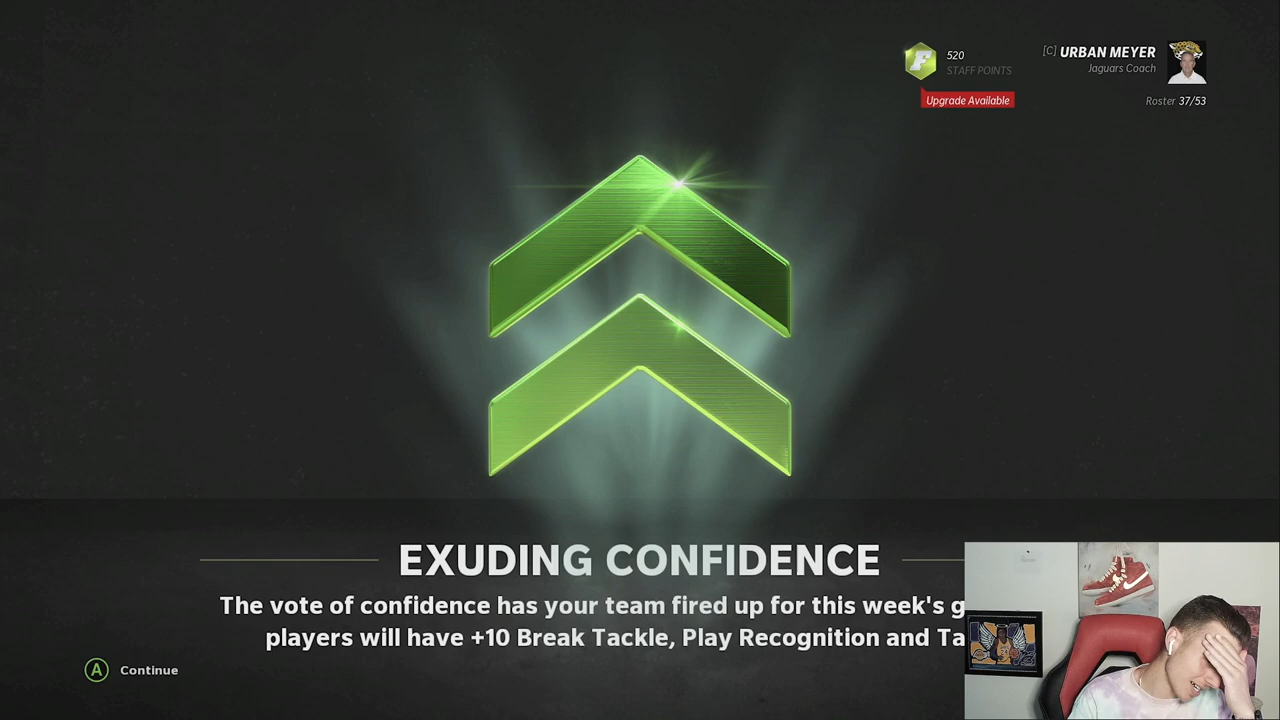 520
STAFF POINTS
Upgrade Available
[C] URBAN MEYER
Jaguars Coach
Roster 37/53
EXUDING CONFIDENCE
The vote of confidence has your team fired up for this week's
players will have +10 Break Tackle, Play Recognition and
A Continue